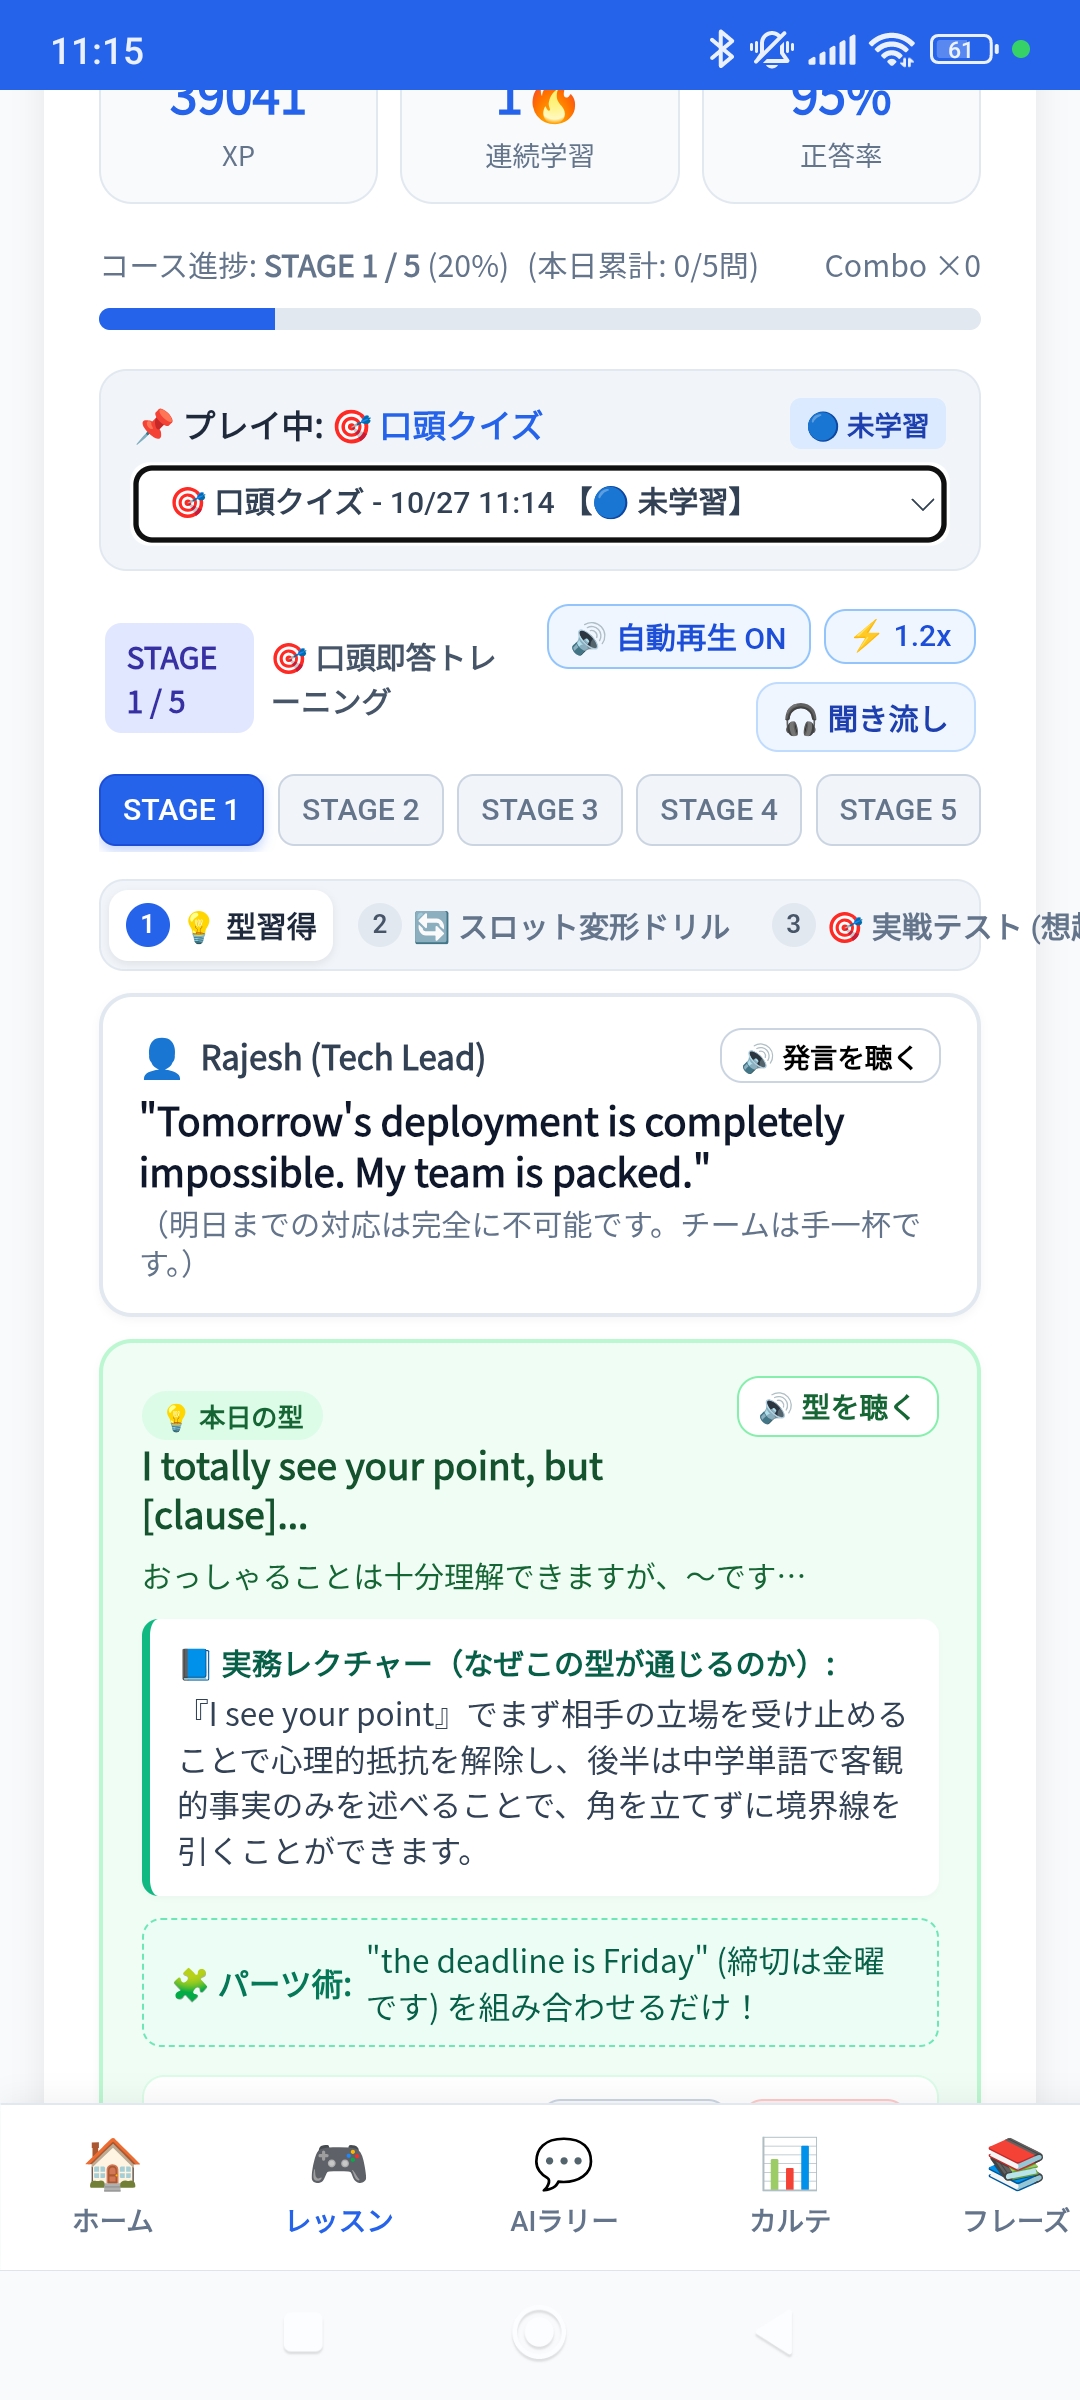 11:15
61
39041
1🔥
95%
XP
連続学習
正答率
コース進捗: STAGE 1 / 5 (20%) (本日累計: 0/5問)
Combo ×0
📌 プレイ中: 🎯 口頭クイズ
🔵 未学習
🎯 口頭クイズ - 10/27 11:14 【🔵 未学習】
STAGE
1 / 5
🎯 口頭即答トレ
ーニング
🔊 自動再生 ON
⚡ 1.2x
🎧 聞き流し
STAGE 1
STAGE 2
STAGE 3
STAGE 4
STAGE 5
1 💡 型習得
2 🔄 スロット変形ドリル
3 🎯 実戦テスト (想起
👤 Rajesh (Tech Lead)
🔊 発言を聴く
"Tomorrow's deployment is completely
impossible. My team is packed."
（明日までの対応は完全に不可能です。チームは手一杯で
す。）
💡 本日の型
🔊 型を聴く
I totally see your point, but
[clause]...
おっしゃることは十分理解できますが、〜です…
📘 実務レクチャー（なぜこの型が通じるのか）:
『I see your point』でまず相手の立場を受け止める
ことで心理的抵抗を解除し、後半は中学単語で客観
的事実のみを述べることで、角を立てずに境界線を
引くことができます。
🧩 パーツ術:
"the deadline is Friday" (締切は金曜
です) を組み合わせるだけ！
ホーム
レッスン
AIラリー
カルテ
フレーズ